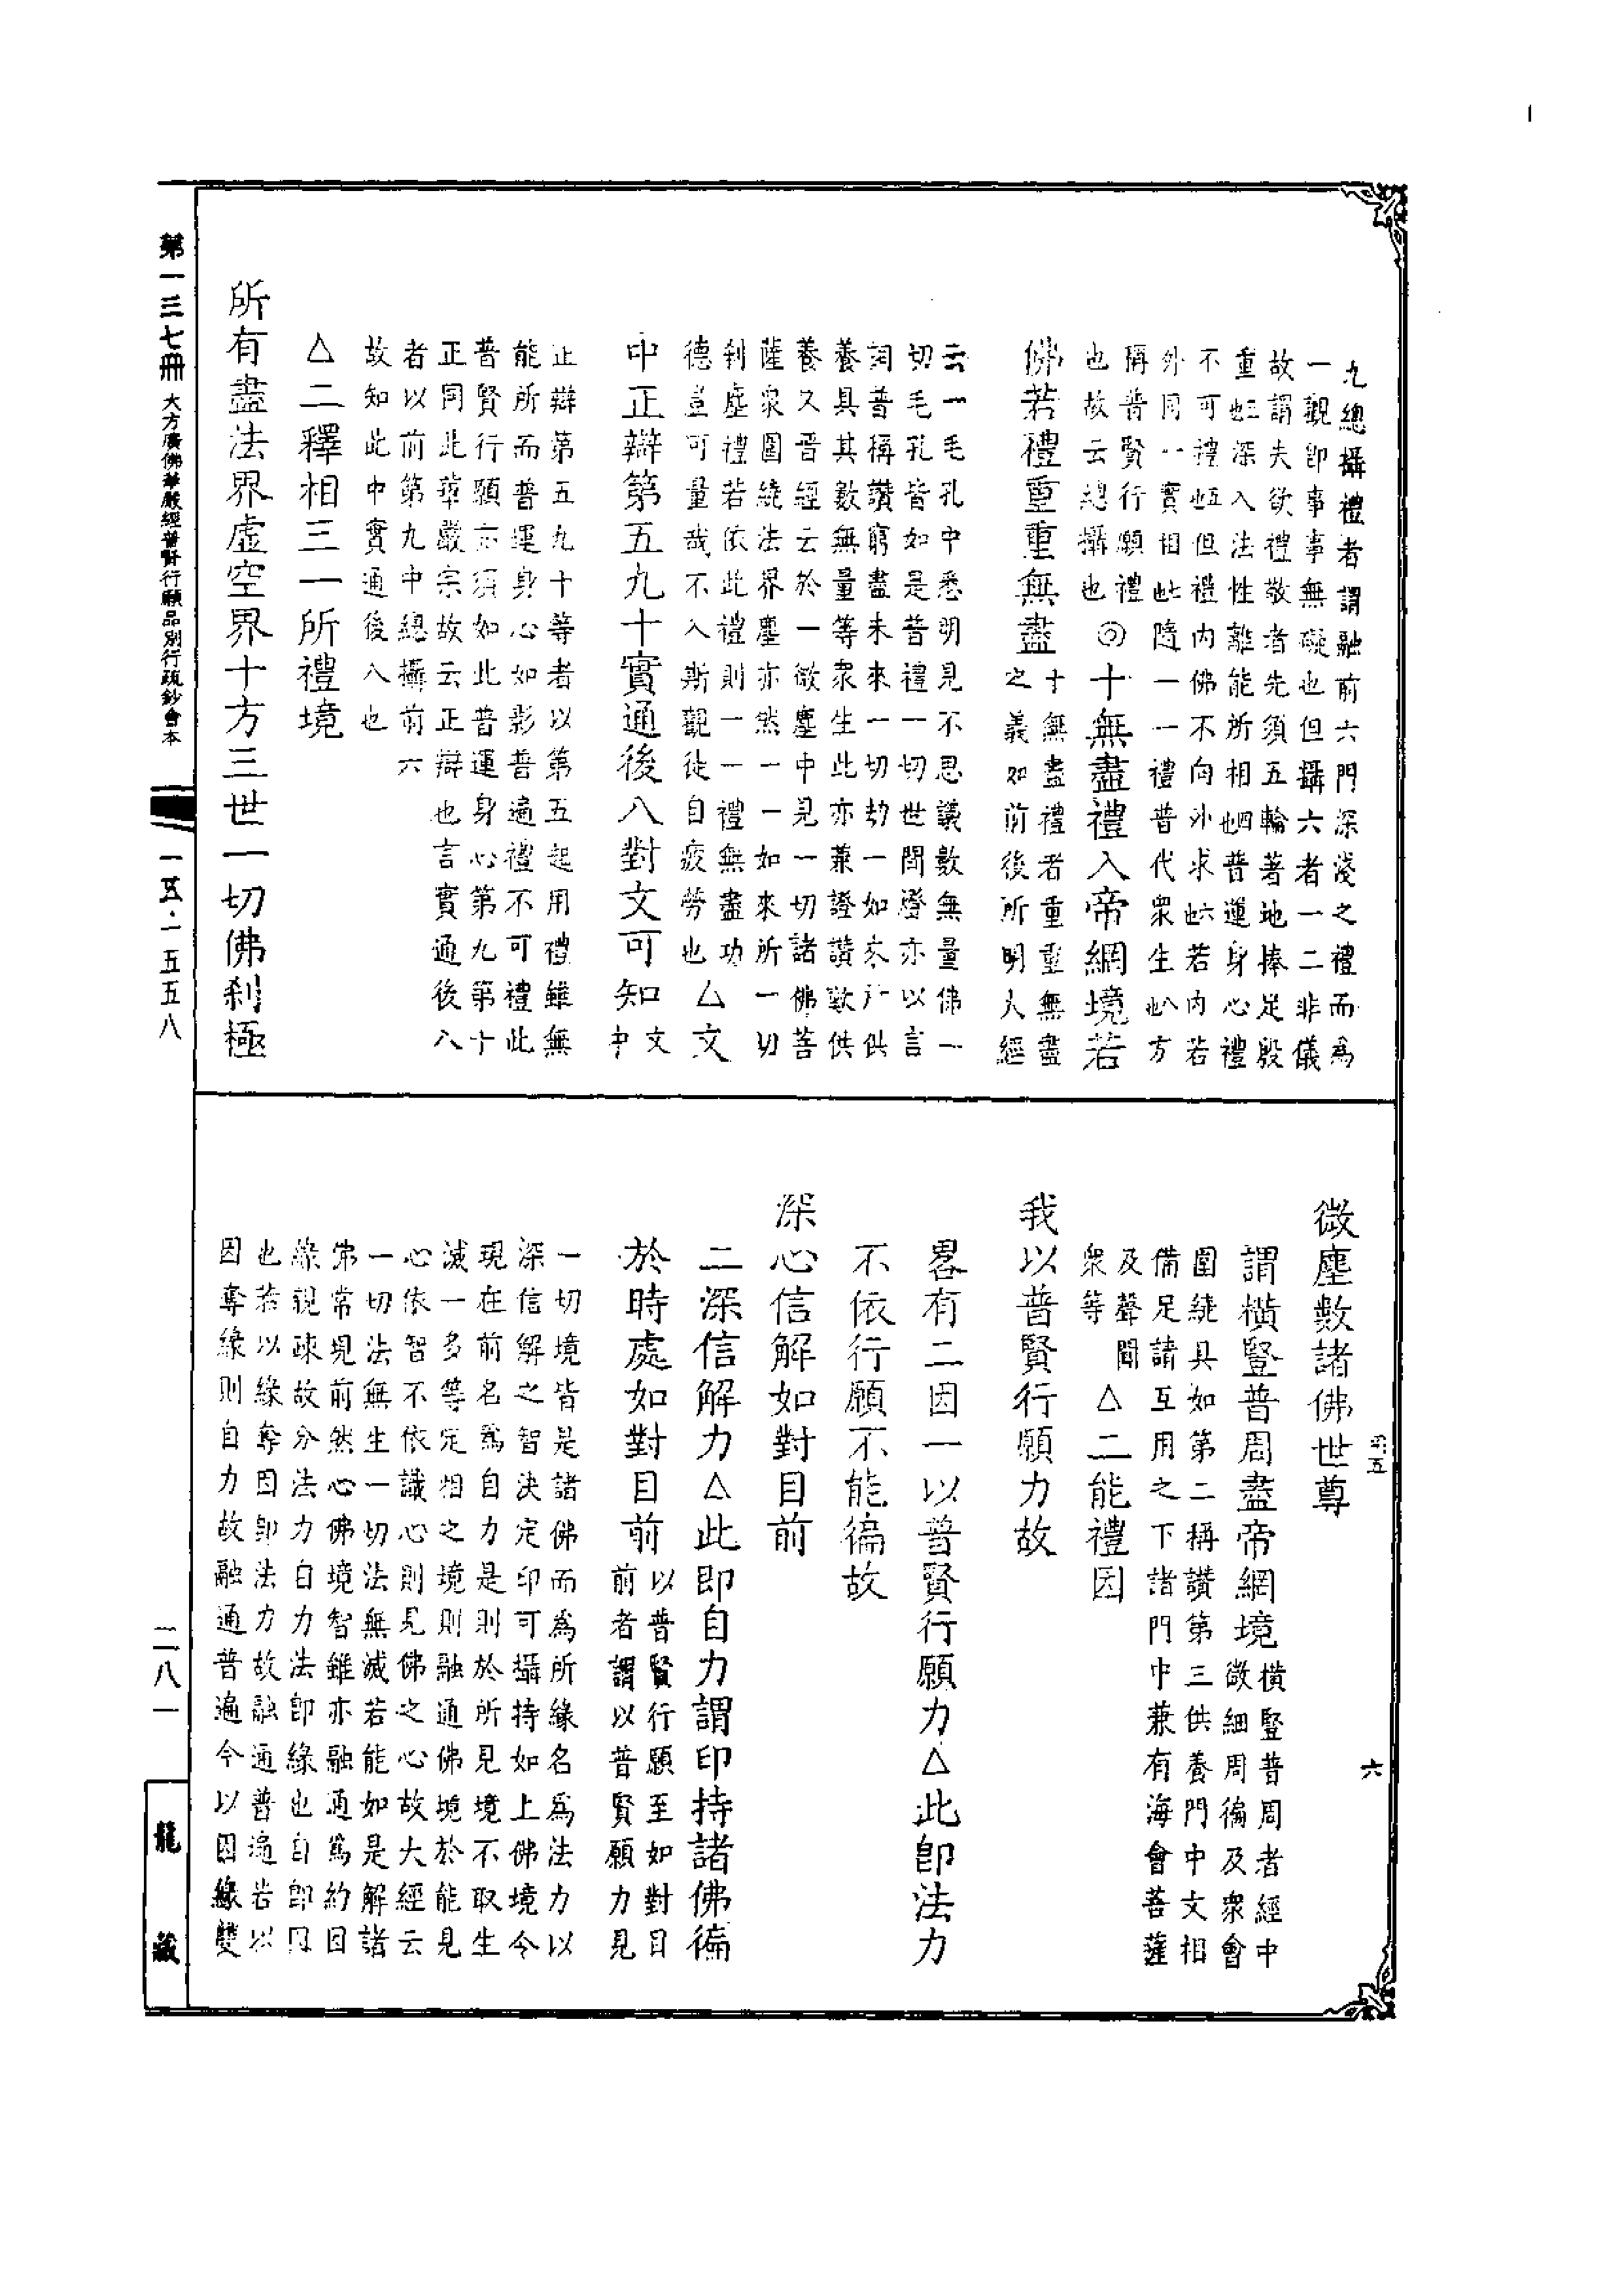 九總攝禮者謂融前六門深淺之禮而為
一觀即事事無礙也但攝六者一二非儀
故謂夫欲禮敬者先須五輪著地捧足殷
重也三深入法性離能所相也四普運身心禮
不可禮也五但禮內佛不向外求也六若內若
外同一實相也七隨一一禮普代衆生也八方
稱普賢行願禮
也故云總攝也
◎十無盡禮入帝網境若
佛若禮重重無盡
十無盡禮者重重無盡
之義如前後所明人經
云一毛孔中悉明見不思議數無量佛一
切毛孔皆如是普禮一切世間燈亦以言
詞普稱讚窮盡未來一切劫一如來所供
養具其數無量等衆生此亦兼證讚歎供
養又晉經云於一微塵中見一切諸佛菩
薩衆圍繞法界塵亦然一一如來所一切
剎塵禮若依此禮則一一禮無盡功
德豈可量哉不入斯觀徒自疲勞也
△文
中正辯第五九十實通後八對文可知
文
中
正辯第五九十等者以第五起用禮雖無
能所而普運身心如影普遍禮不可禮此
普賢行願亦須如此普運身心第九第十
正同此華嚴宗故云正辯也言實通後八
者以前第九中總攝前六
故知此中實通後八也
△二釋相三一所禮境
所有盡法界虛空界十方三世一切佛剎極
微塵數諸佛世尊
謂橫豎普周盡帝網境
橫豎普周者經中
微細周徧及衆會
圍繞具如第二稱讚第三供養門中文相
備足請互用之下諸門中兼有海會菩薩
及聲聞
衆等
△二能禮因
我以普賢行願力故
畧有二因一以普賢行願力△此即法力
不依行願不能徧故
深心信解如對目前
二深信解力△此即自力謂印持諸佛徧
於時處如對目前
以普賢行願至如對目
前者謂以普賢願力見
一切境皆是諸佛而為所緣名為法力以
深信解之智決定印可攝持如上佛境今
現在前名為自力是則於所見境不取生
滅一多等定相之境則融通佛境於能見
心依智不依識心則見佛之心故大經云
一切法無生一切法無滅若能如是解諸
佛常現前然心佛境智雖亦融通為約因
緣親疎故分法力自力法即緣也自即因
也若以緣奪因即法力故融通普遍若以
因奪緣則自力故融通普遍今以因緣雙
第一三七冊 大方廣佛華嚴經普賢行願品別行疏鈔會本
一五·一五五八
二八一
龍藏
六